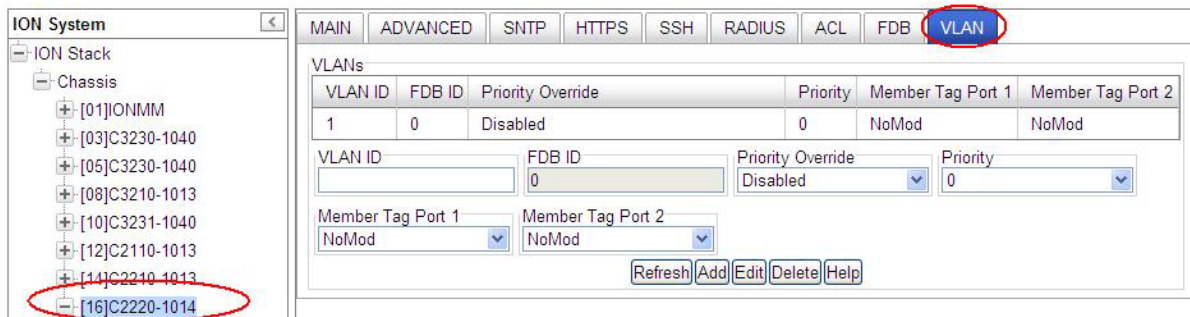 ION System <
ION Stack
Chassis
[01]IONMM
[03]C3230-1040
[05]C3230-1040
[08]C3210-1013
[10]C3231-1040
[12]C2110-1013
[14]C2210-1013
[16]C2220-1014
MAIN ADVANCED SNTP HTTPS SSH RADIUS ACL FDB VLAN
VLANs
VLAN ID FDB ID Priority Override Priority Member Tag Port 1 Member Tag Port 2
1 0 Disabled 0 NoMod NoMod
VLAN ID FDB ID Priority Override Priority
0 Disabled 0
Member Tag Port 1 Member Tag Port 2
NoMod NoMod
Refresh Add Edit Delete Help